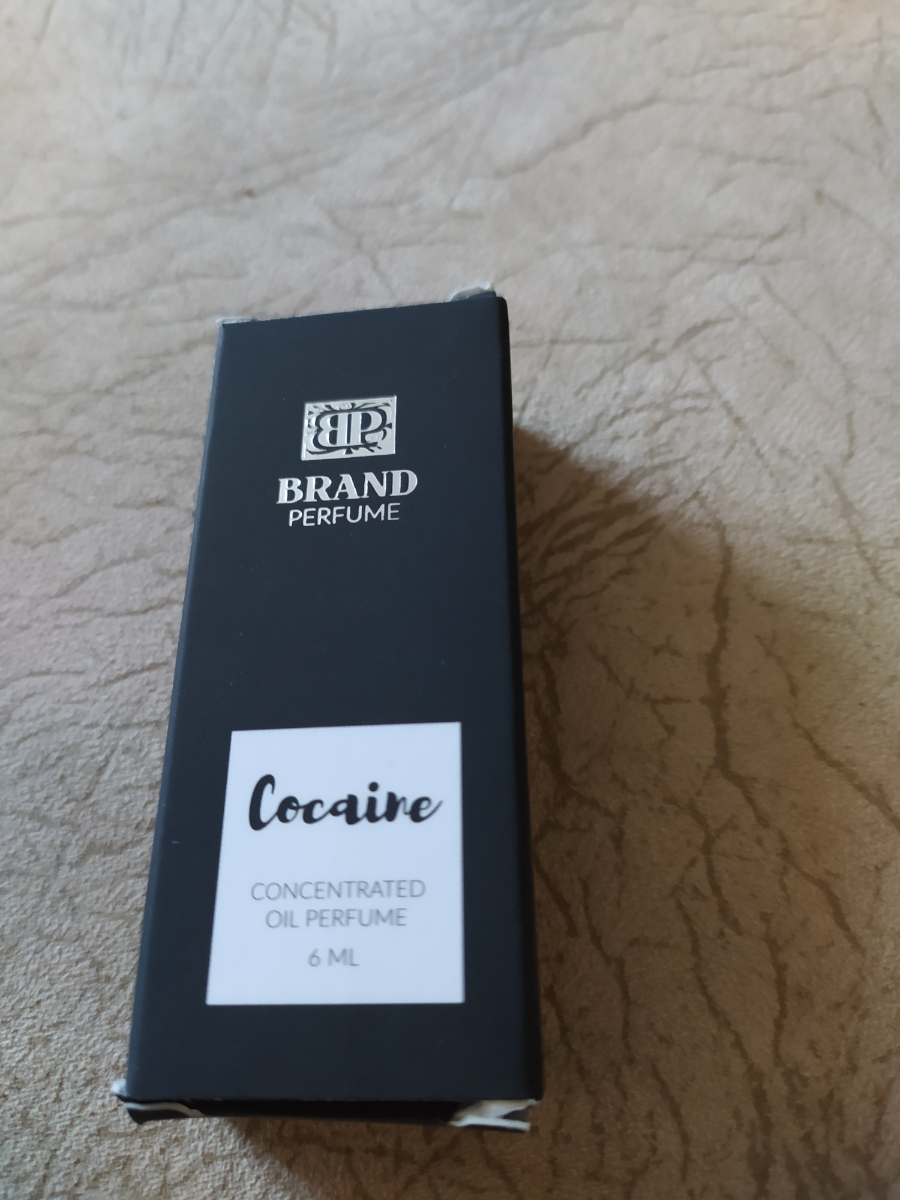 BP
BRAND
PERFUME
Cocaine
CONCENTRATED
OIL PERFUME
6 ML